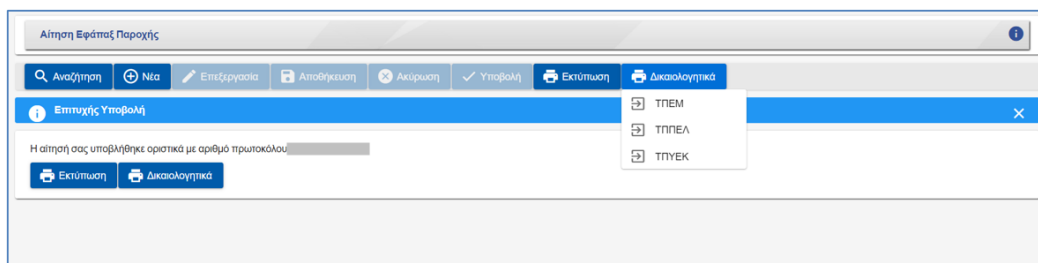 Αίτηση Εφάπαξ Παροχής
Αναζήτηση Νέα Επεξεργασία Αποθήκευση Ακύρωση Υποβολή Εκτύπωση Δικαιολογητικά
ΤΠΕΜ
Επιτυχής Υποβολή
ΤΠΠΕΛ
Η αίτησή σας υποβλήθηκε οριστικά με αριθμό πρωτοκόλου
ΤΠΥΕΚ
Εκτύπωση Δικαιολογητικά